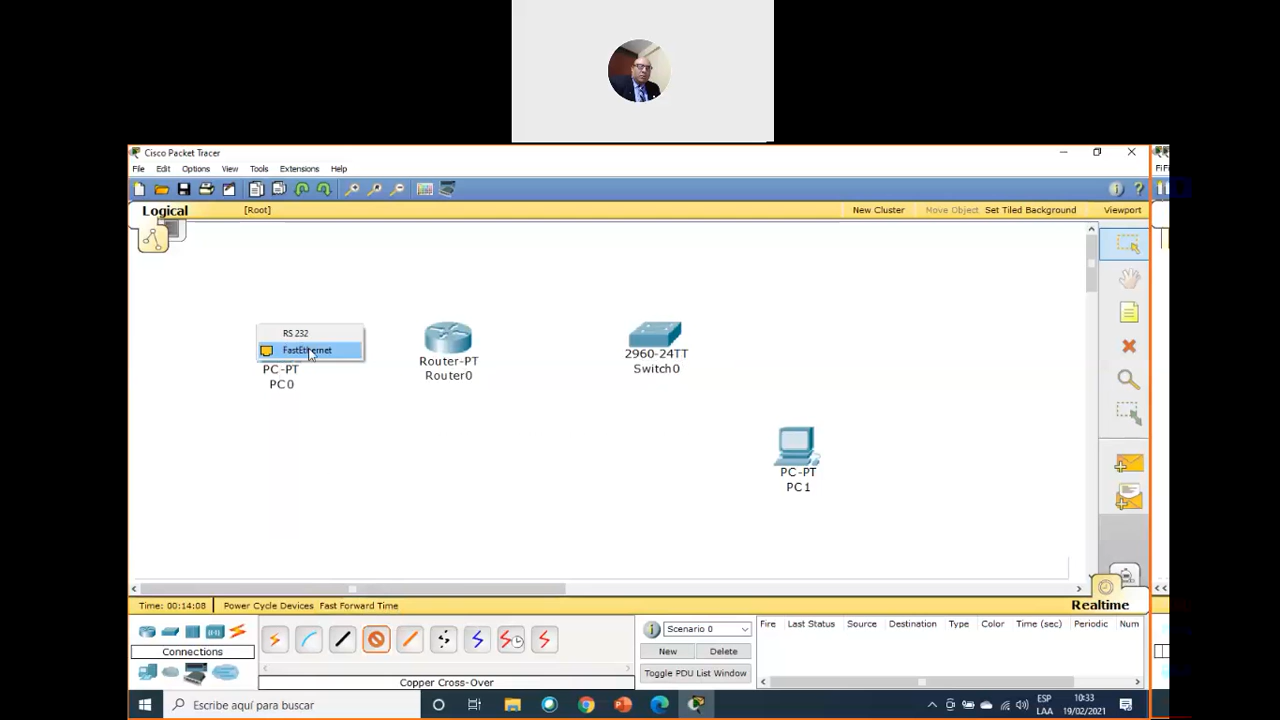 Cisco Packet Tracer
File Edit Options View Tools Extensions Help
Logical [Root] New Cluster Move Object Set Tiled Background Viewport
RS 232
FastEthernet
PC-PT
PC0
Router-PT
Router0
2960-24TT
Switch0
PC-PT
PC1
Time: 00:14:08 Power Cycle Devices Fast Forward Time Realtime
Connections
Copper Cross-Over
Scenario 0
New Delete
Toggle PDU List Window
Fire Last Status Source Destination Type Color Time (sec) Periodic Num
Escribe aquí para buscar
ESP
LAA
10:33
19/02/2021